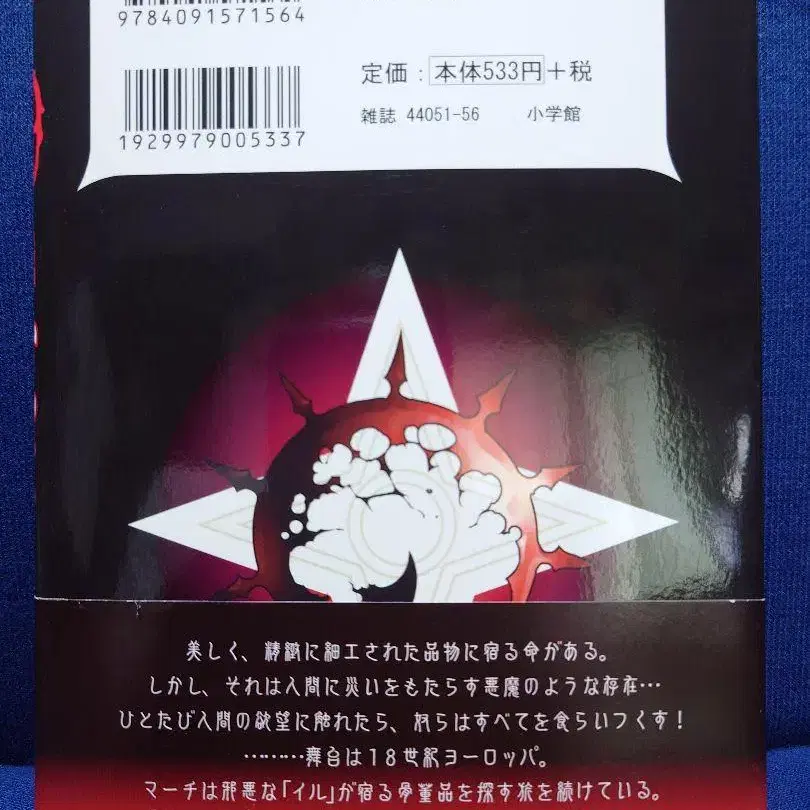 9784091571564
定価：本体533円＋税
雑誌 44051-56 小学館
1929979005337
美しく、精緻に細工された品物に宿る命がある。
しかし、それは人間に災いをもたらす悪魔のような存在…
ひとたび人間の欲望に触れたら、奴らはすべてを食らいつくす！
………舞台は18世紀ヨーロッパ。
マーチは邪悪な「イル」が宿る骨董品を探す旅を続けている。